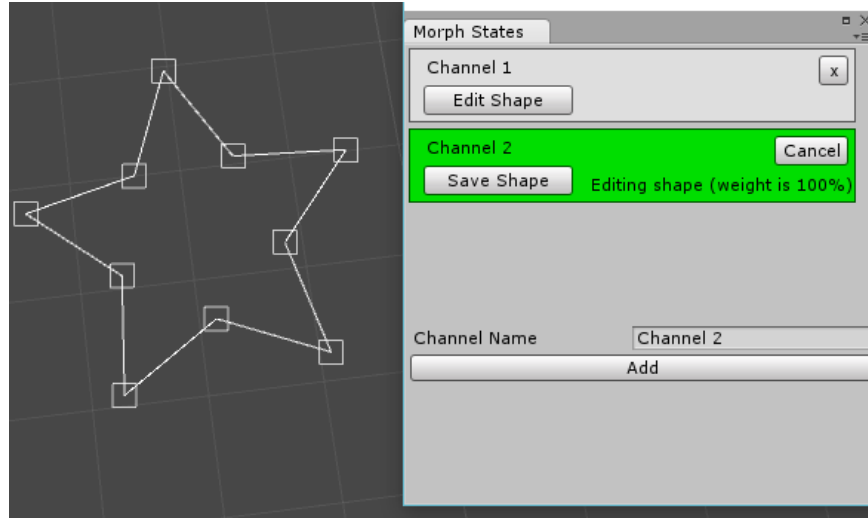 Morph States
Channel 1
x
Edit Shape
Channel 2
Cancel
Save Shape
Editing shape (weight is 100%)
Channel Name
Channel 2
Add